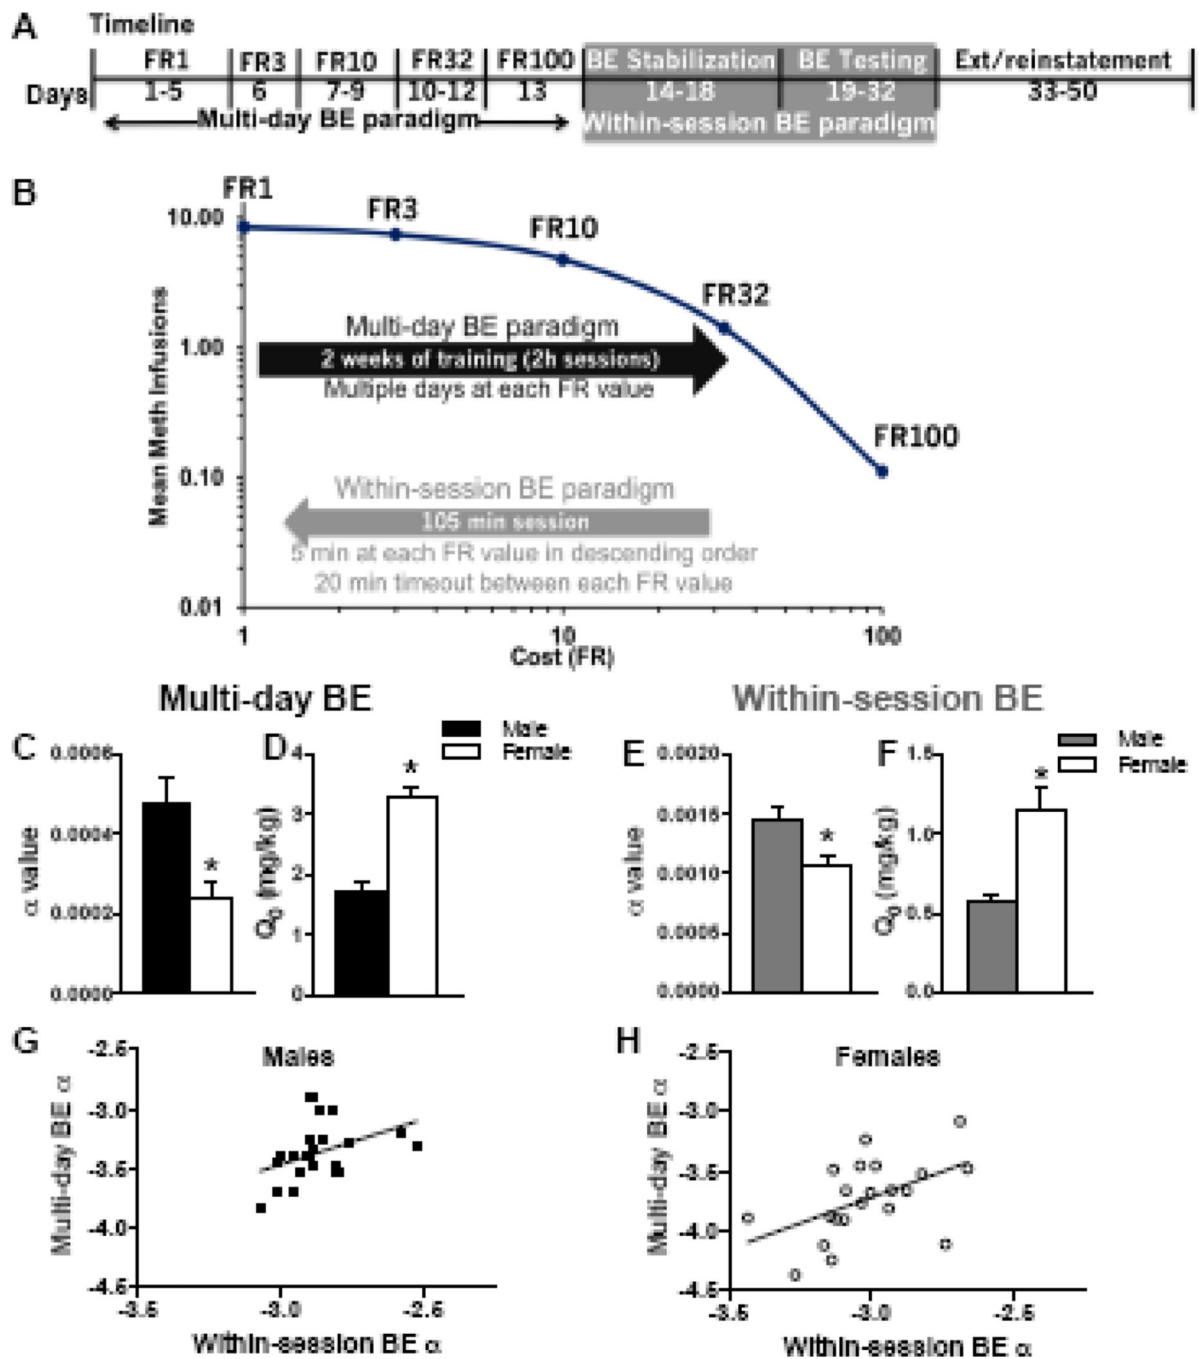 A Timeline
FR1 FR3 FR10 FR32 FR100 BE Stabilization BE Testing Ext/reinstatement
Days 1-5 6 7-9 10-12 13 14-18 19-32 33-50
Multi-day BE paradigm Within-session BE paradigm
B
FR1
FR3
FR10
FR32
FR100
10.00
1.00
0.10
0.01
Mean Meth Infusions
Multi-day BE paradigm
2 weeks of training (2h sessions)
Multiple days at each FR value
Within-session BE paradigm
105 min session
5 min at each FR value in descending order
20 min timeout between each FR value
1 10 100
Cost (FR)
Multi-day BE
Within-session BE
C
0.0006
0.0004
0.0002
0.0000
α value
*
D
Male
Female
4
3
2
1
0
Q0 (mg/kg)
*
E
0.0020
0.0015
0.0010
0.0005
0.0000
α value
*
F
Male
Female
1.5
1.0
0.5
0.0
Q0 (mg/kg)
*
G
Males
-2.5
-3.0
-3.5
-4.0
-4.5
Multi-day BE α
-3.5 -3.0 -2.5
Within-session BE α
H
Females
-2.5
-3.0
-3.5
-4.0
-4.5
Multi-day BE α
-3.5 -3.0 -2.5
Within-session BE α